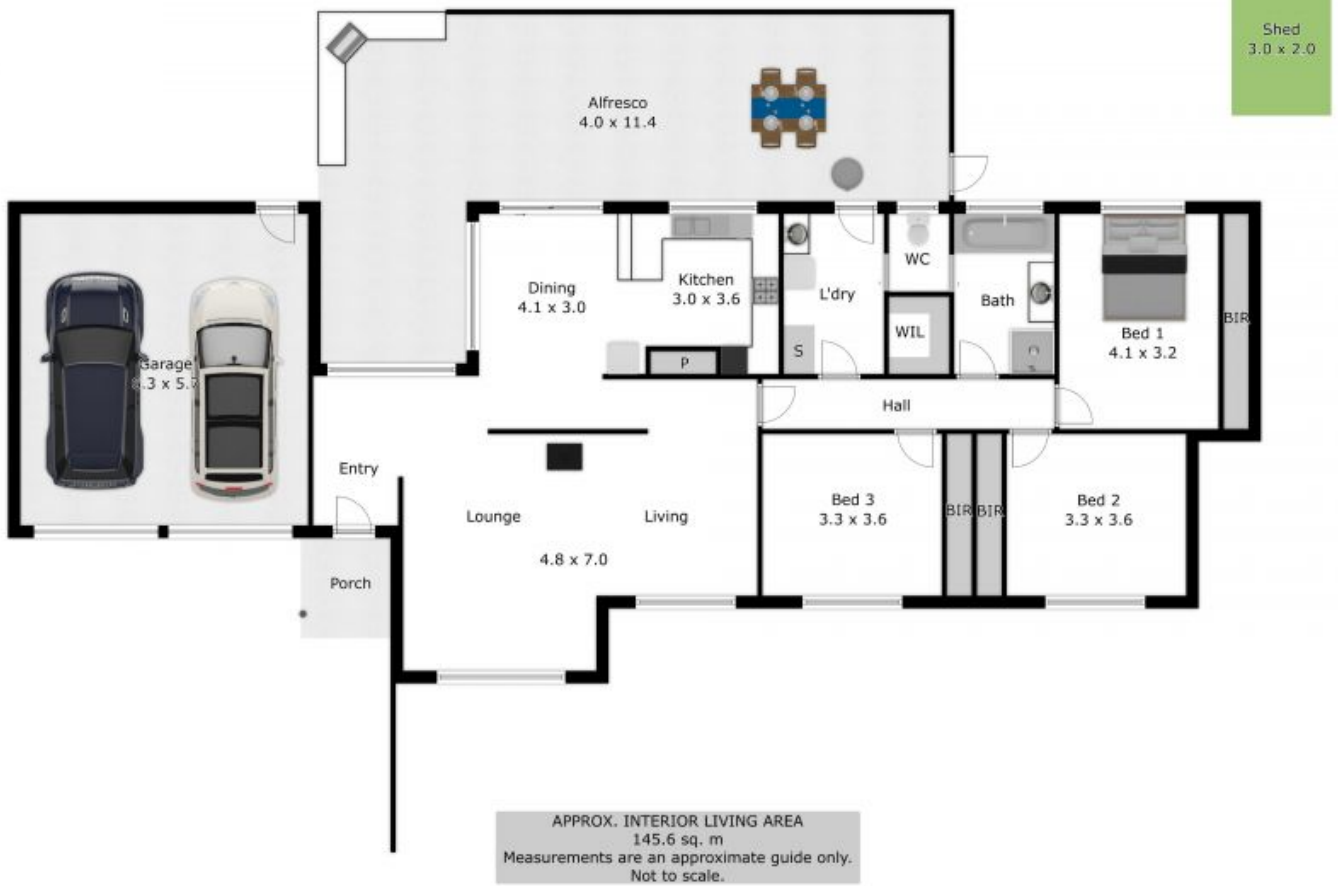 Shed
3.0 x 2.0
Alfresco
4.0 x 11.4
WC
Kitchen
3.0 x 3.6
Dining
4.1 x 3.0
L'dry
Bath
BIR
WIL
Bed 1
4.1 x 3.2
S
P
Garage
Hall
Entry
Bed 3
3.3 x 3.6
BIR
BIR
Bed 2
3.3 x 3.6
Lounge
Living
4.8 x 7.0
Porch
APPROX. INTERIOR LIVING AREA
145.6 sq. m
Measurements are an approximate guide only.
Not to scale.